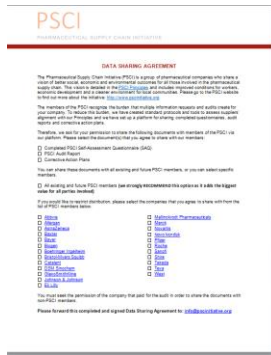 PSCI
PHARMACEUTICAL SUPPLY CHAIN INITIATIVE
DATA SHARING AGREEMENT
The Pharmaceutical Supply Chain Initiative (PSCI) is a group of pharmaceutical companies who share a
vision of better social, economic and environmental outcomes for all those involved in the pharmaceutical
supply chain. This vision is detailed in the PSCI Principles and includes improved conditions for workers,
economic development and a cleaner environment for local communities. Please go to the PSCI website
to find out more about the initiative: http://www.pscinitiative.org
The members of the PSCI recognize the burden that multiple information requests and audits create for
your company. To reduce this burden, we have created standard protocols and tools to assess suppliers
alignment with our Principles and we have set up a platform for sharing completed questionnaires, audit
reports and corrective action plans.
Therefore, we ask for your permission to share the following documents with members of the PSCI via
our platform. Please select the document(s) that you agree to share with our members:
Completed PSCI Self-Assessment Questionnaire (SAQ)
PSCI Audit Report
Corrective Action Plans
You can share these documents with all existing and future PSCI members, or you can select specific
members.
All existing and future PSCI members (we strongly RECOMMEND this option as it adds the biggest
value for all parties involved)
If you would like to restrict distribution, please select the companies that you agree to share with from the
list of PSCI members below.
Abbvie
Allergan
AstraZeneca
Baxter
Bayer
Biogen
Boehringer Ingelheim
Bristol-Myers Squibb
Celgene
GlaxoSmithKline
Johnson & Johnson
Eli Lilly
Mallinckrodt Pharmaceuticals
Merck
Novartis
Novo Nordisk
Pfizer
Roche
Sanofi
Shire
Takeda
Teva
You must seek the permission of the company that paid for the audit in order to share the documents with
non-PSCI members.
Please forward this completed and signed Data Sharing Agreement to: info@pscinitiative.org